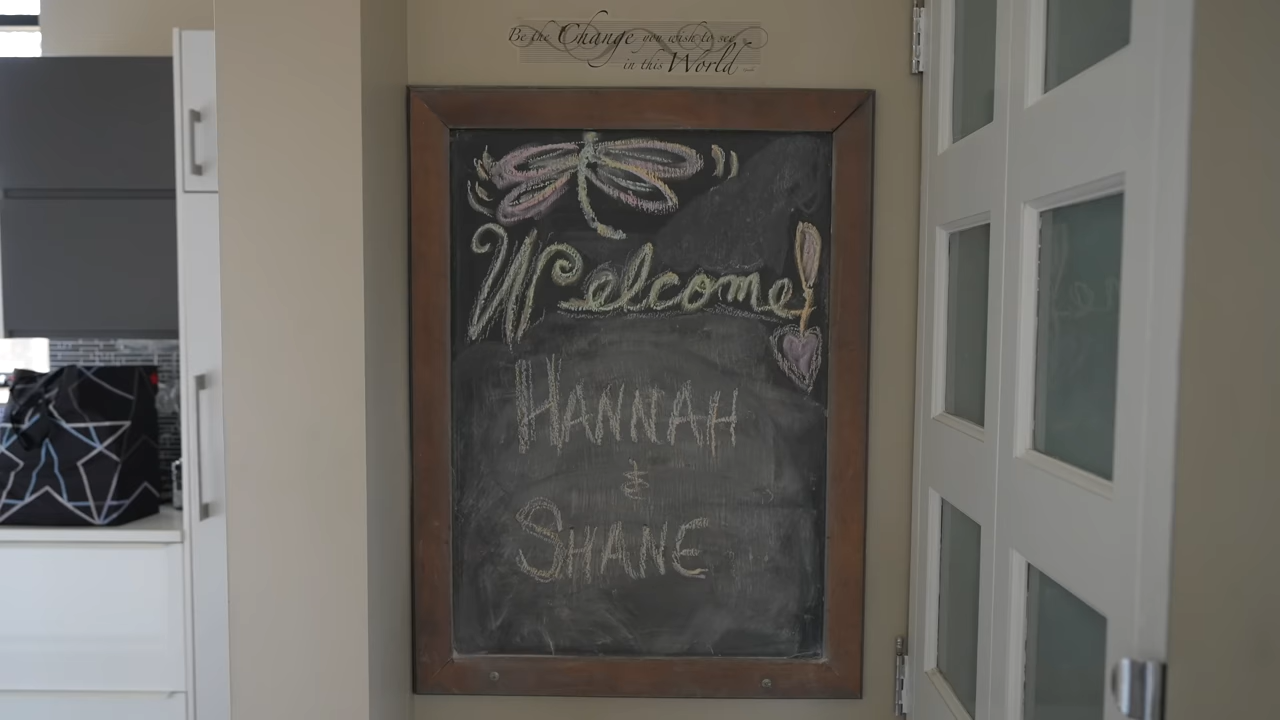 Be the Change you wish to see
in this World
Welcome!
HANNAH
&
SHANE